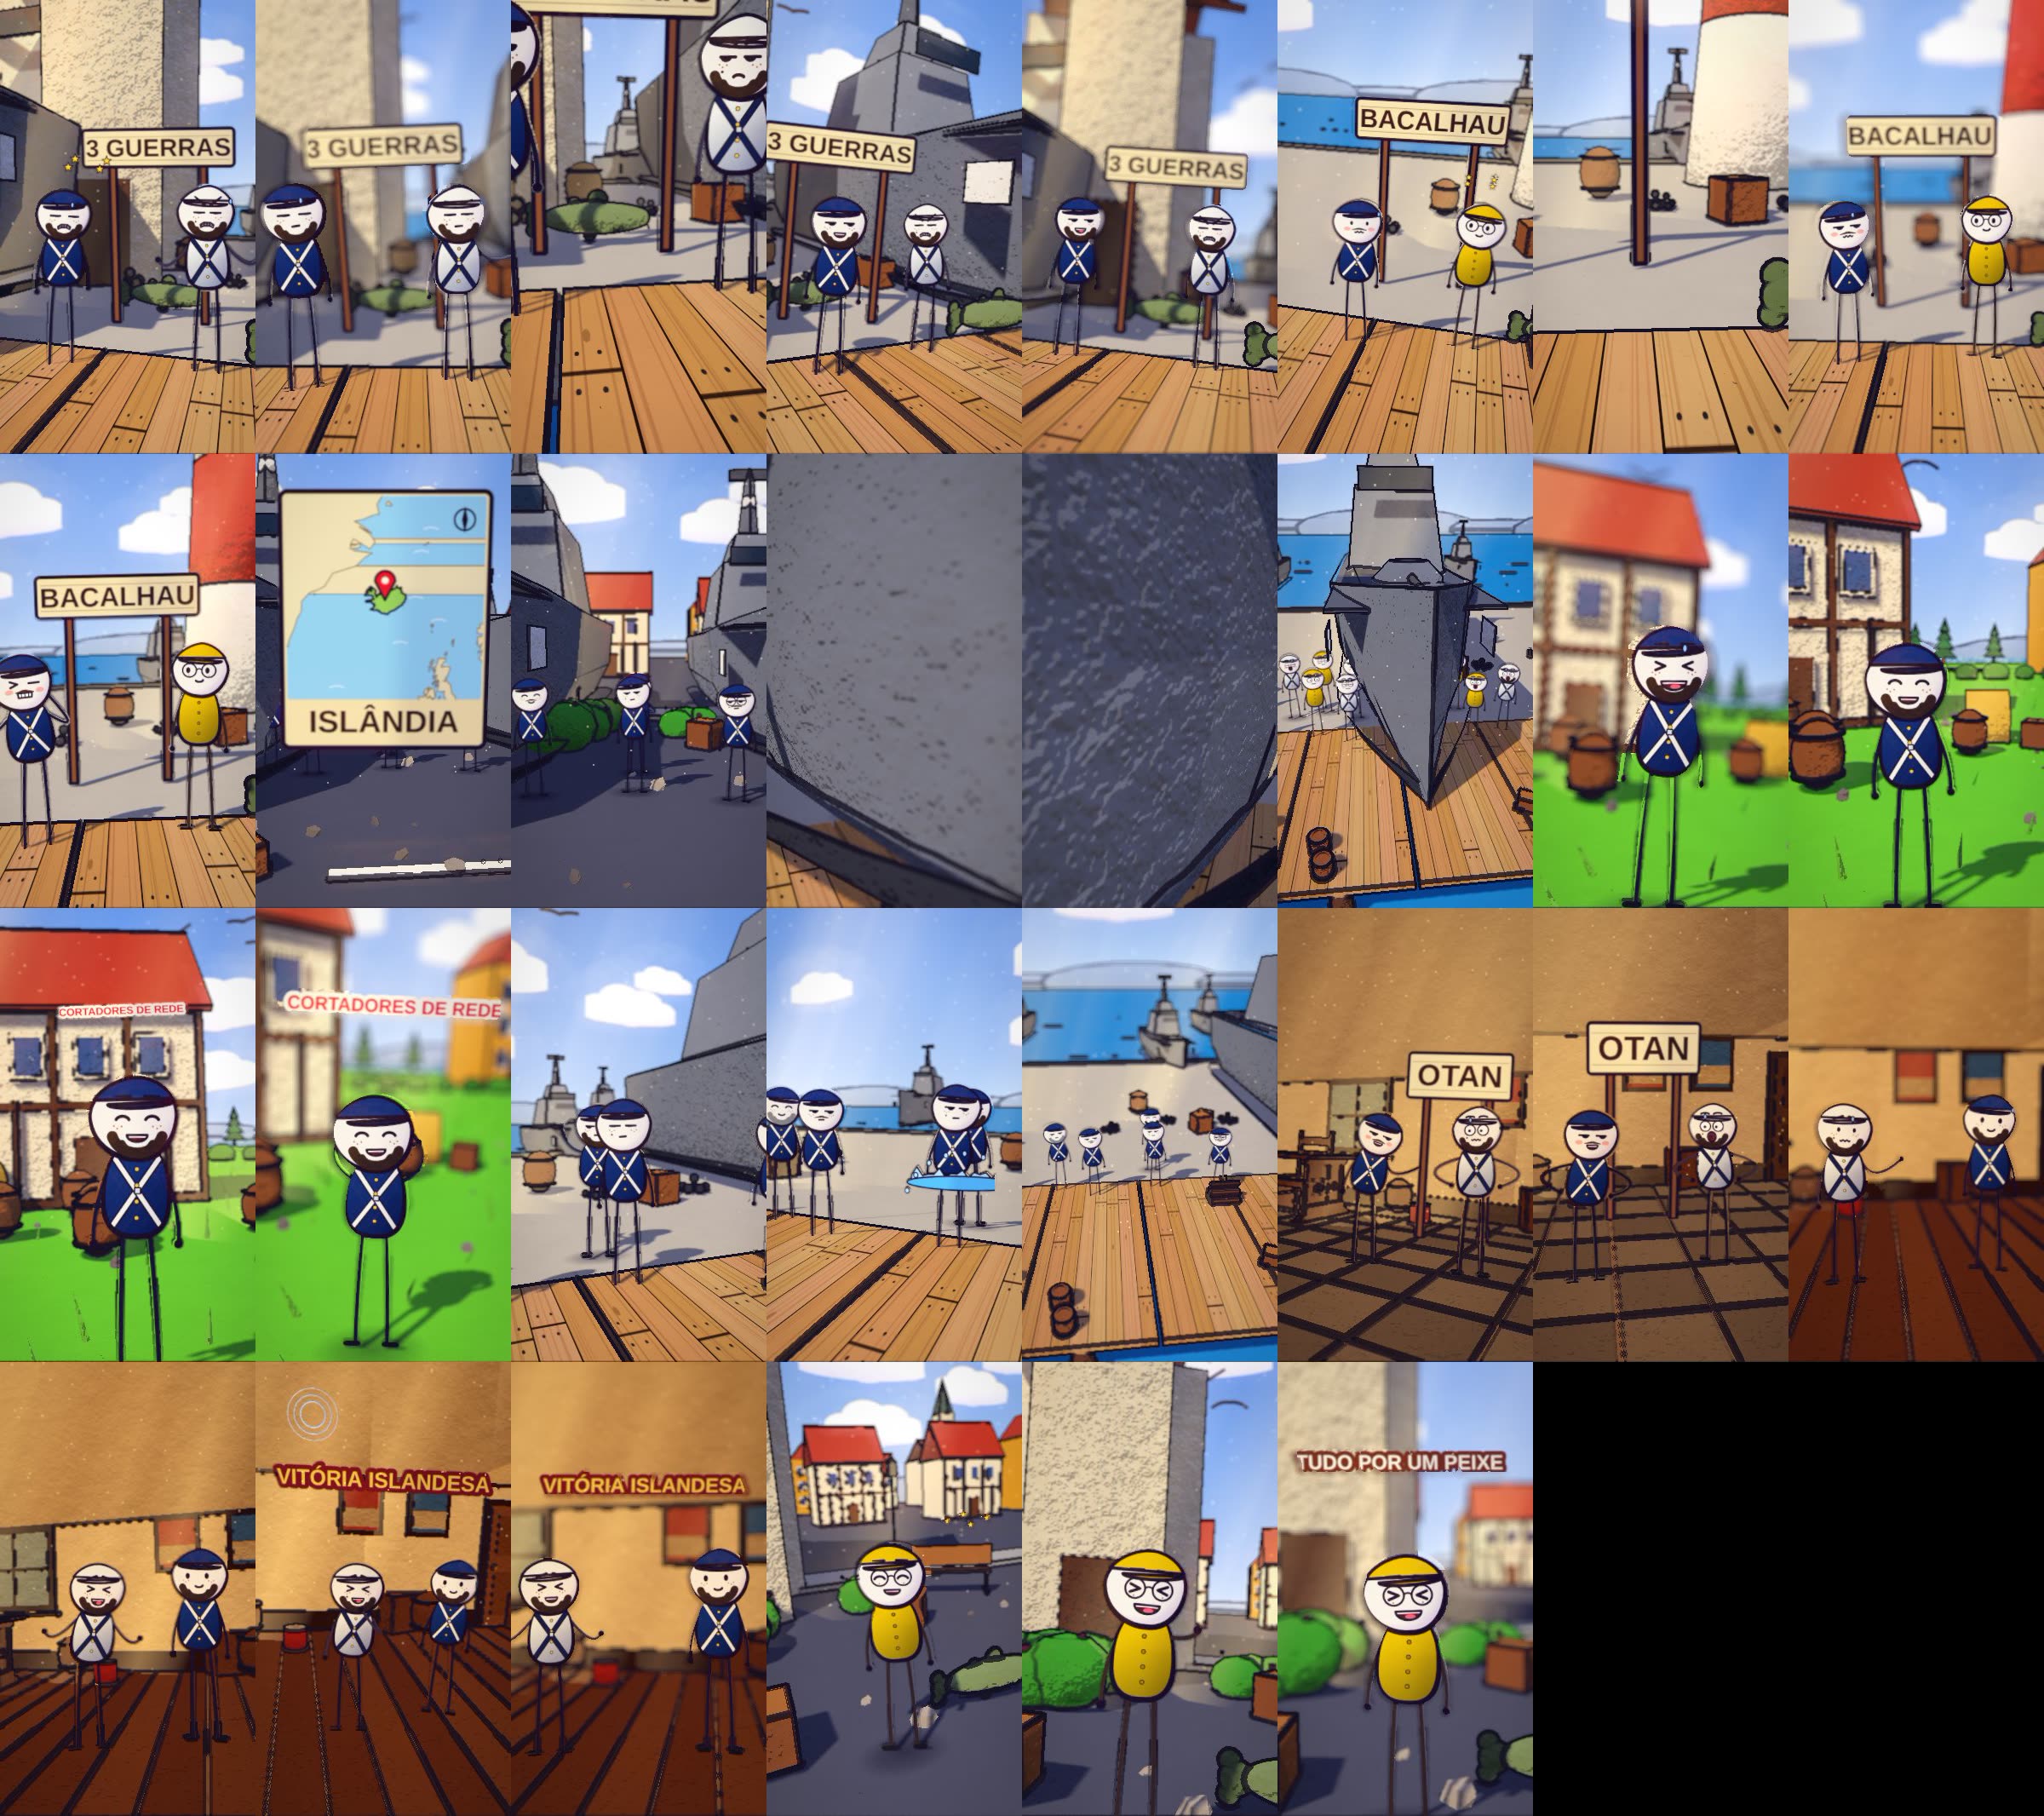 3 GUERRAS
3 GUERRAS
3 GUERRAS
3 GUERRAS
BACALHAU
BACALHAU
BACALHAU
ISLÂNDIA
CORTADORES DE REDE
CORTADORES DE REDE
OTAN
OTAN
VITÓRIA ISLANDESA
VITÓRIA ISLANDESA
TUDO POR UM PEIXE